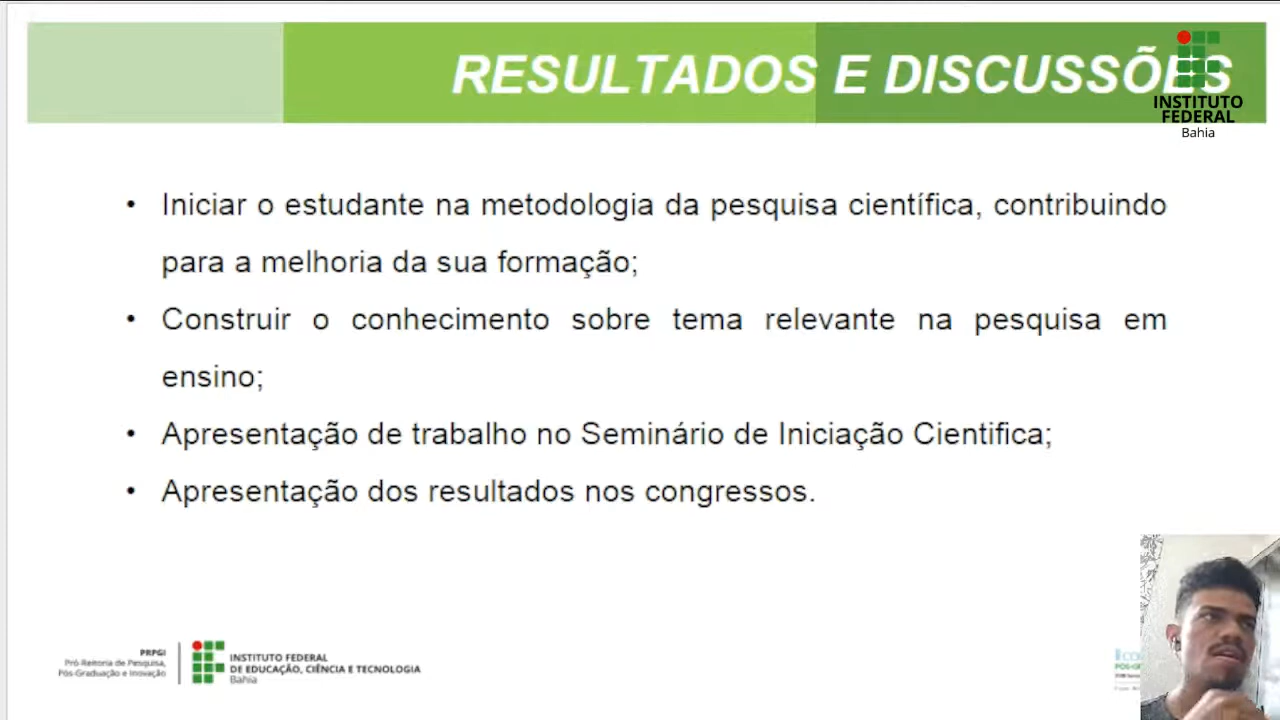 RESULTADOS E DISCUSSÕES
INSTITUTO
FEDERAL
Bahia
• Iniciar o estudante na metodologia da pesquisa científica, contribuindo
para a melhoria da sua formação;
• Construir o conhecimento sobre tema relevante na pesquisa em
ensino;
• Apresentação de trabalho no Seminário de Iniciação Cientifica;
• Apresentação dos resultados nos congressos.
PRPGI
Pró-Reitoria de Pesquisa,
Pós-Graduação e Inovação
INSTITUTO FEDERAL
DE EDUCAÇÃO, CIÊNCIA E TECNOLOGIA
Bahia